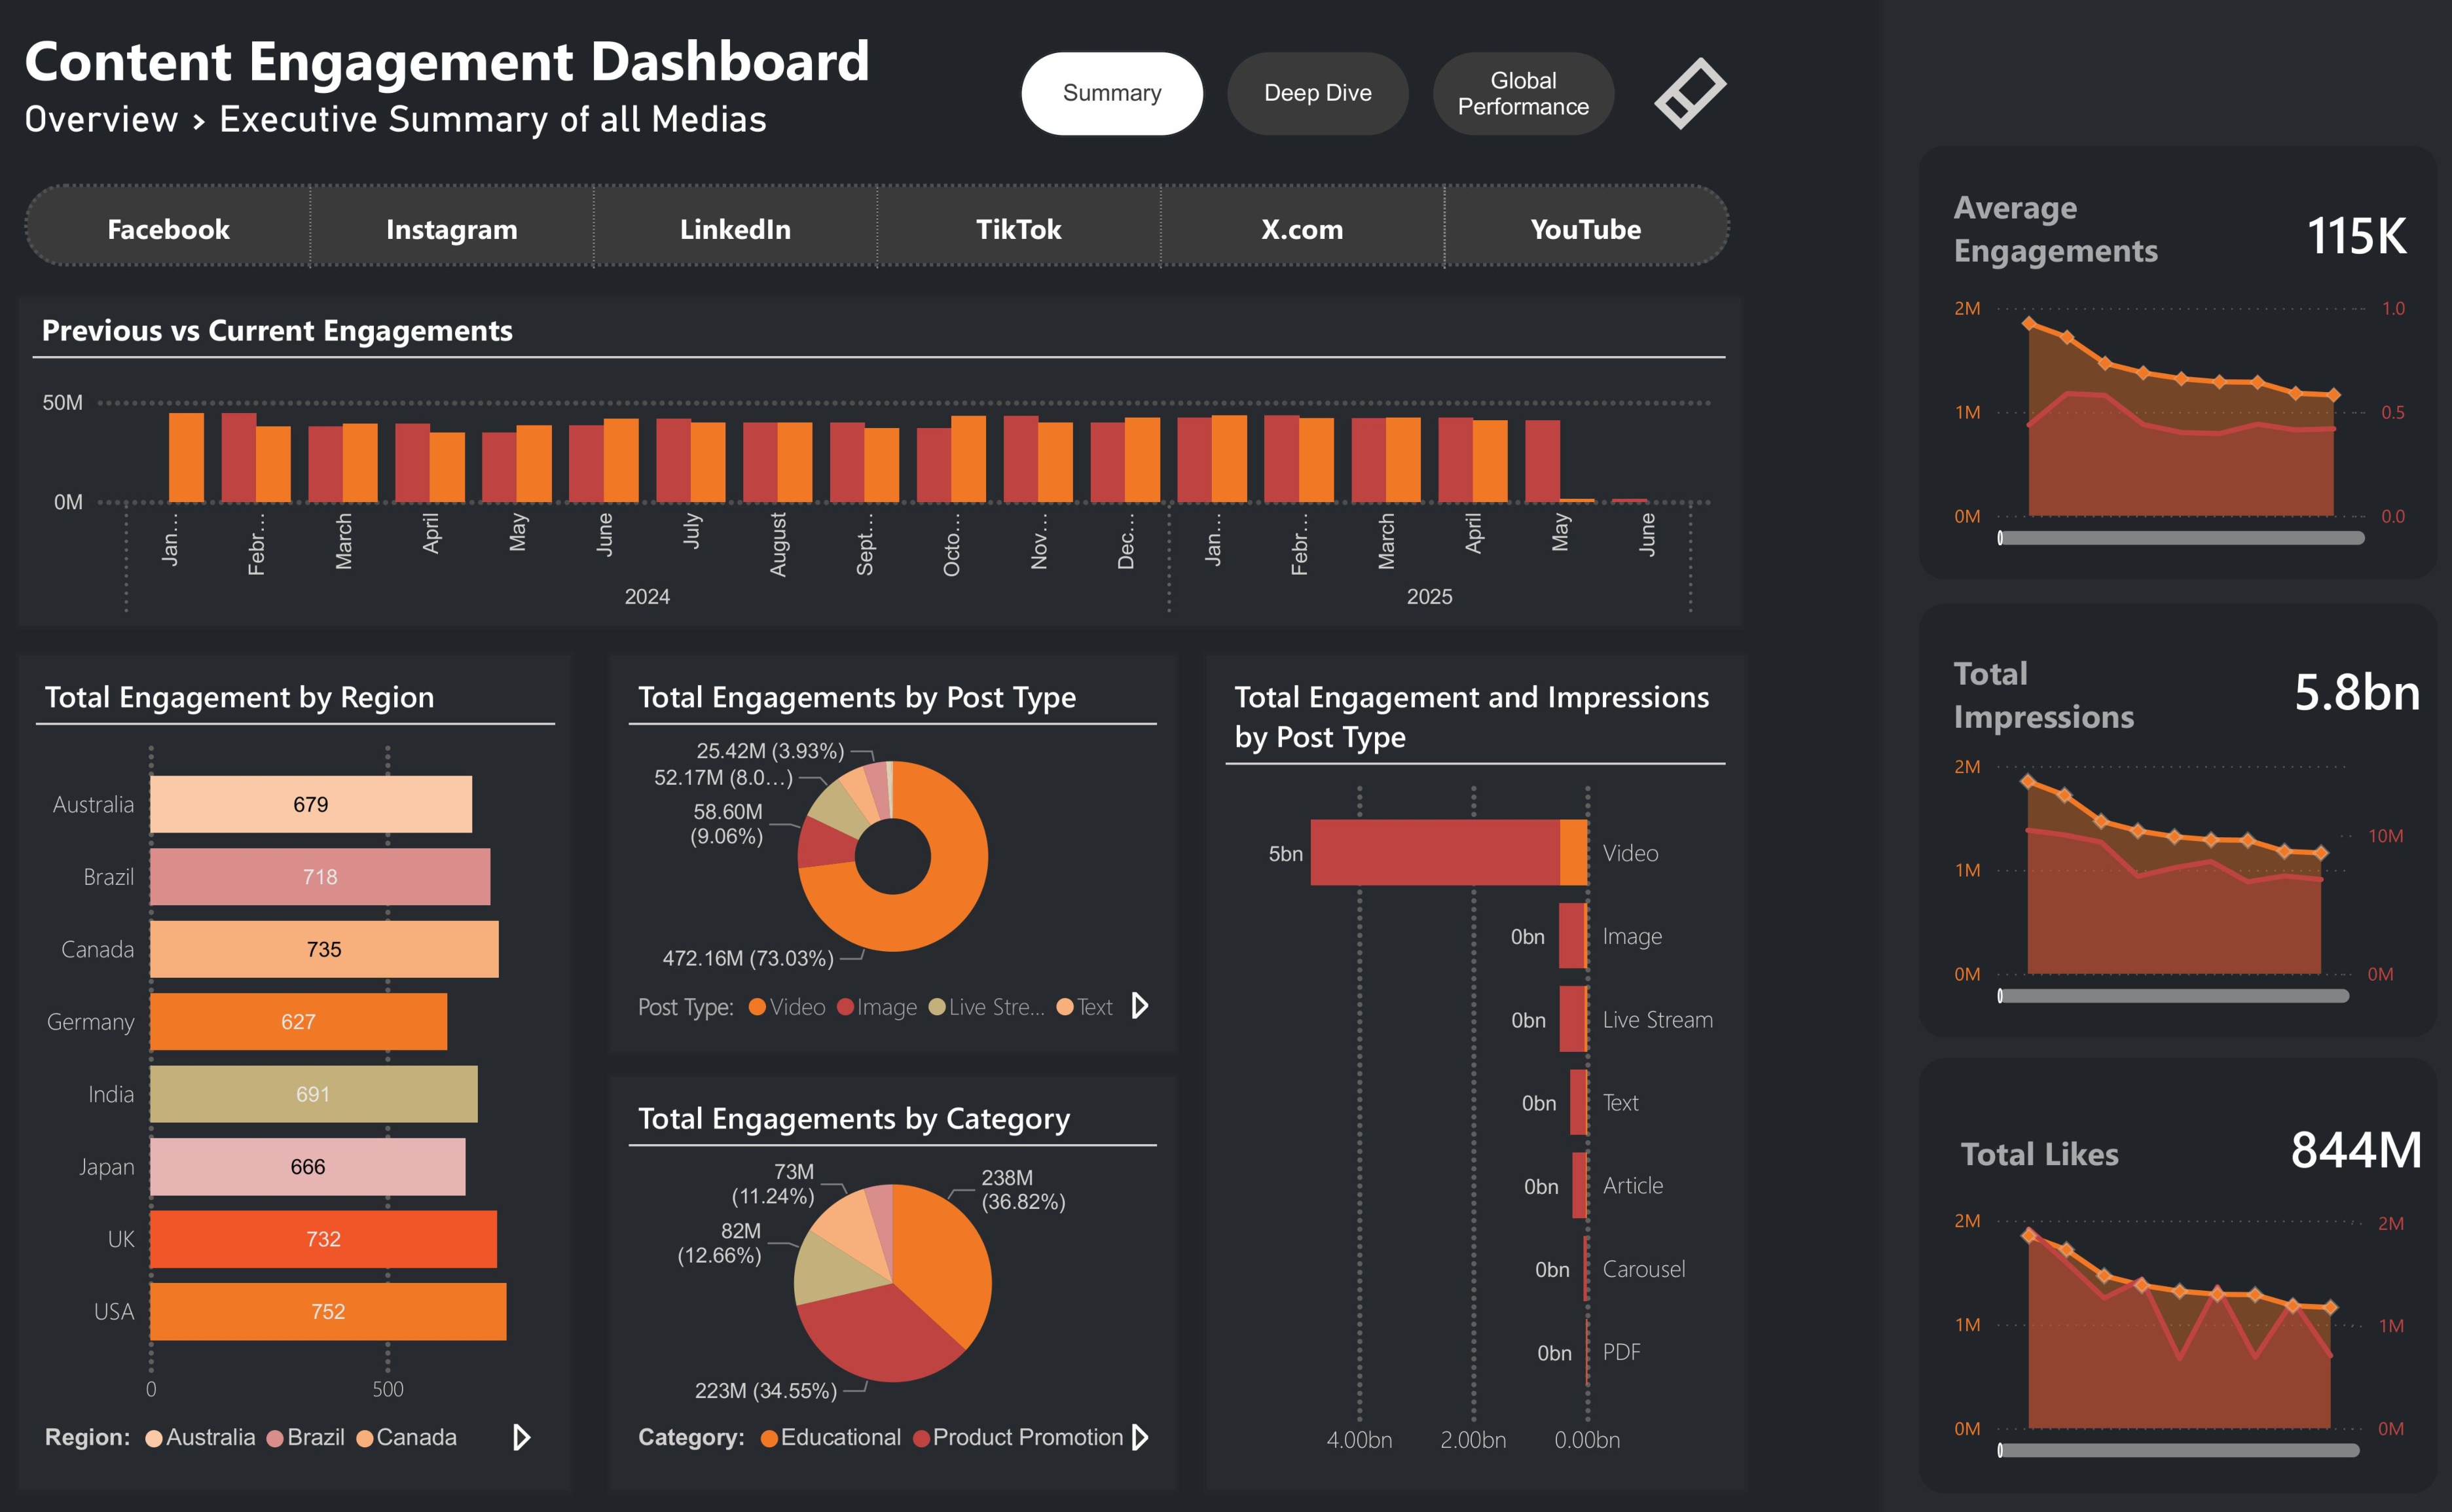 Content Engagement Dashboard
Overview > Executive Summary of all Medias
Summary
Deep Dive
Global
Performance
Facebook
Instagram
LinkedIn
TikTok
X.com
YouTube
Previous vs Current Engagements
50M
0M
Jan...
Febr...
March
April
May
June
July
August
Sept...
Octo...
Nov...
Dec...
Jan...
Febr...
March
April
May
June
2024
2025
Total Engagement by Region
Australia
679
Brazil
718
Canada
735
Germany
627
India
691
Japan
666
UK
732
USA
752
0
500
Region:
Australia
Brazil
Canada
Total Engagements by Post Type
25.42M (3.93%)
52.17M (8.0...)
58.60M
(9.06%)
472.16M (73.03%)
Post Type:
Video
Image
Live Stre...
Text
Total Engagements by Category
73M
(11.24%)
238M
(36.82%)
82M
(12.66%)
223M (34.55%)
Category:
Educational
Product Promotion
Total Engagement and Impressions
by Post Type
5bn
Video
0bn
Image
0bn
Live Stream
0bn
Text
0bn
Article
0bn
Carousel
0bn
PDF
4.00bn
2.00bn
0.00bn
Average
Engagements
115K
2M
1.0
1M
0.5
0M
0.0
Total
Impressions
5.8bn
2M
10M
1M
0M
0M
Total Likes
844M
2M
2M
1M
1M
0M
0M